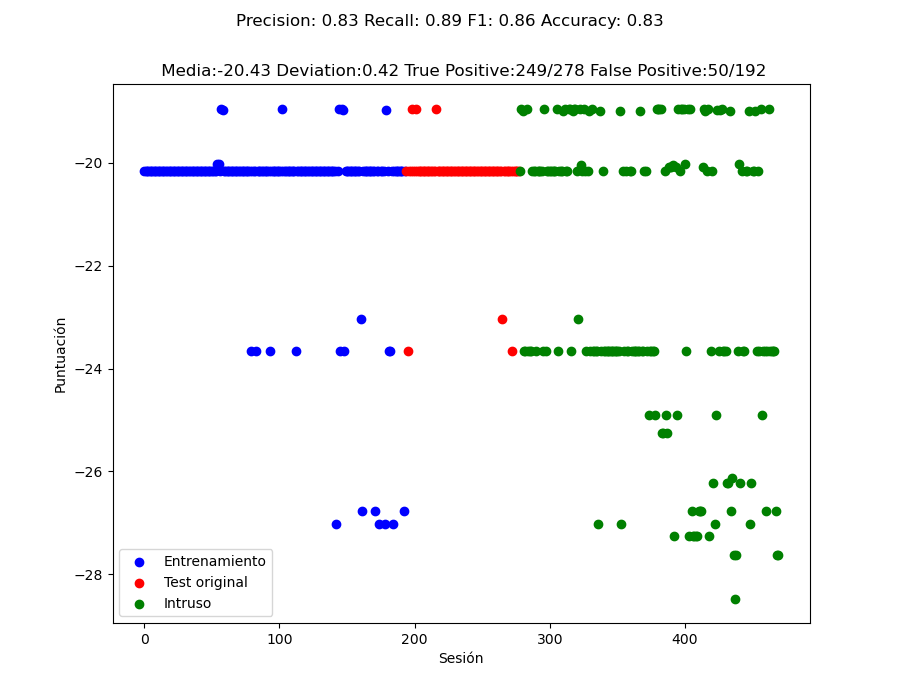 Precision: 0.83 Recall: 0.89 F1: 0.86 Accuracy: 0.83
Media:-20.43 Deviation:0.42 True Positive:249/278 False Positive:50/192
−20
−22
−24
−26
−28
Puntuación
Entrenamiento
Test original
Intruso
0 100 200 300 400
Sesión